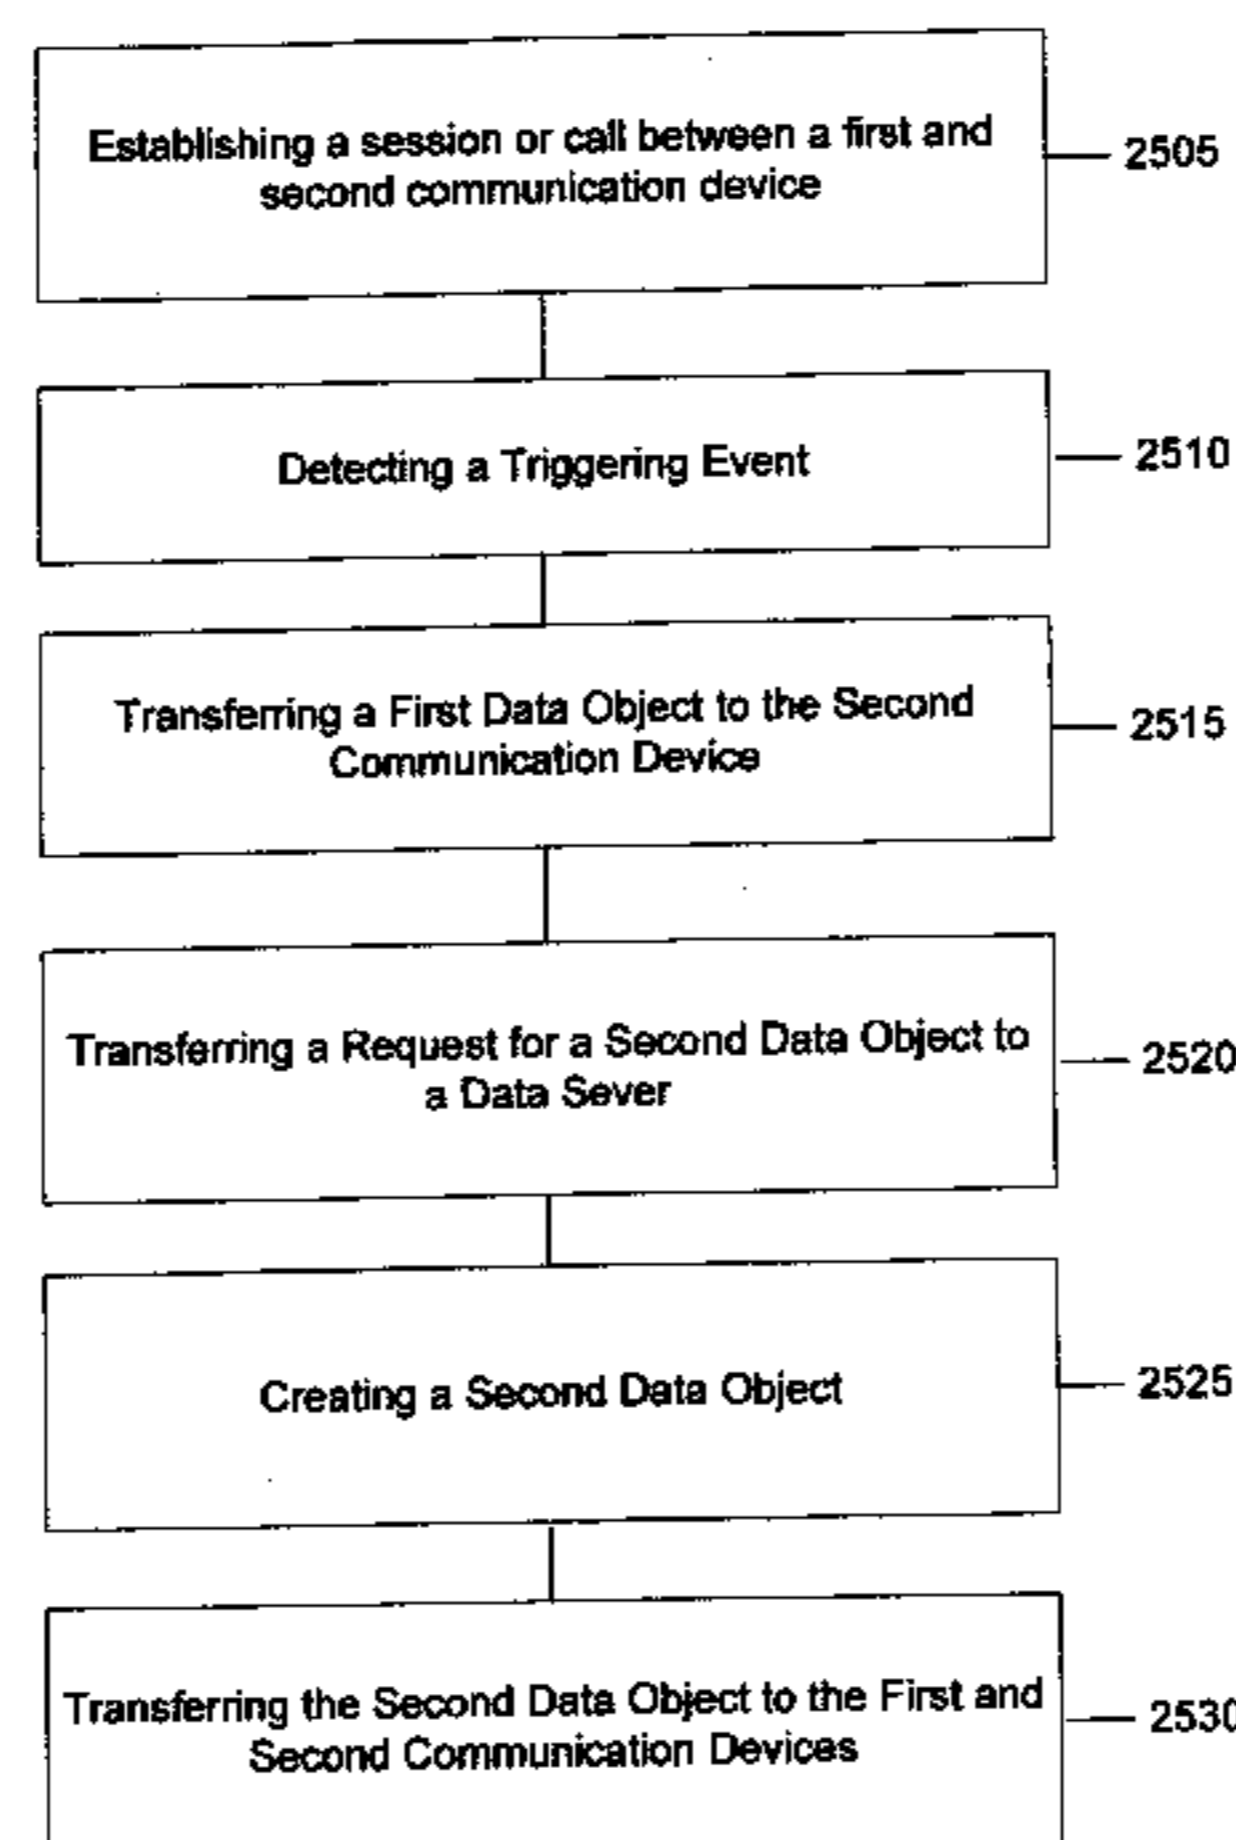 Establishing a session or call between a first and
second communication device
2505
Detecting a Triggering Event
2510
Transferring a First Data Object to the Second
Communication Device
2515
Transferring a Request for a Second Data Object to
a Data Sever
2520
Creating a Second Data Object
2525
Transferring the Second Data Object to the First and
Second Communication Devices
2530